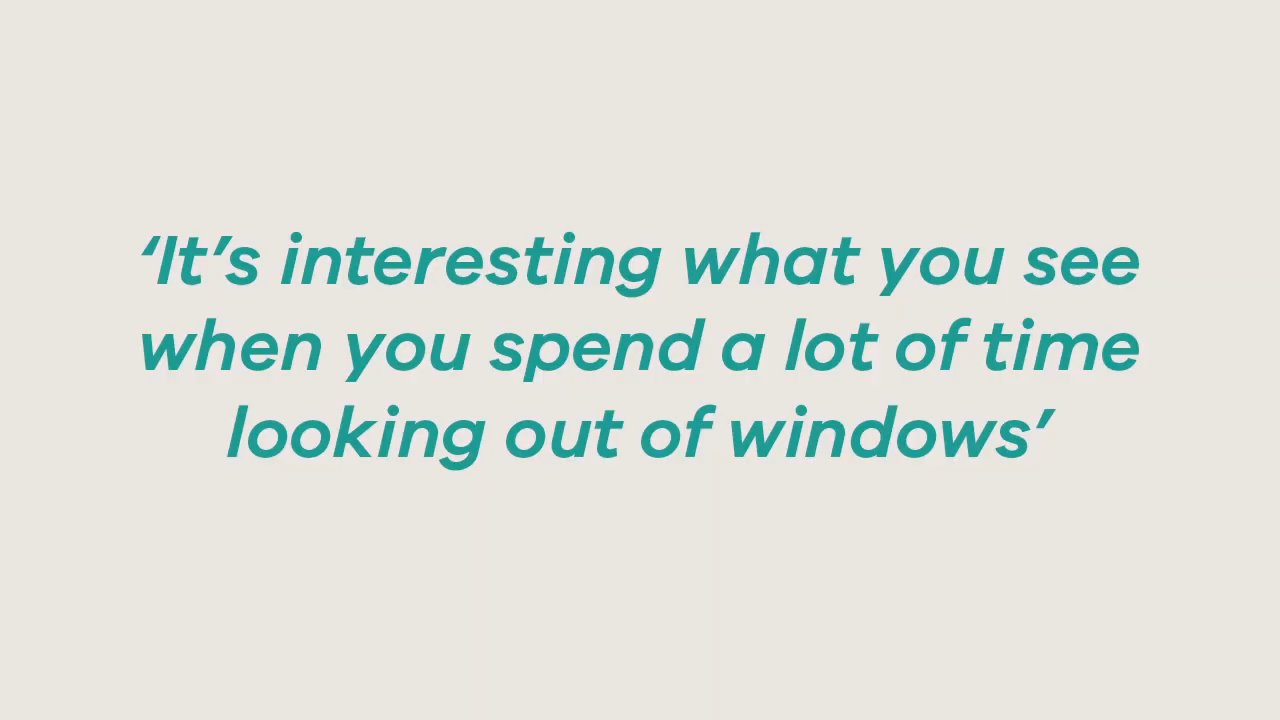 ‘It’s interesting what you see
when you spend a lot of time
looking out of windows’